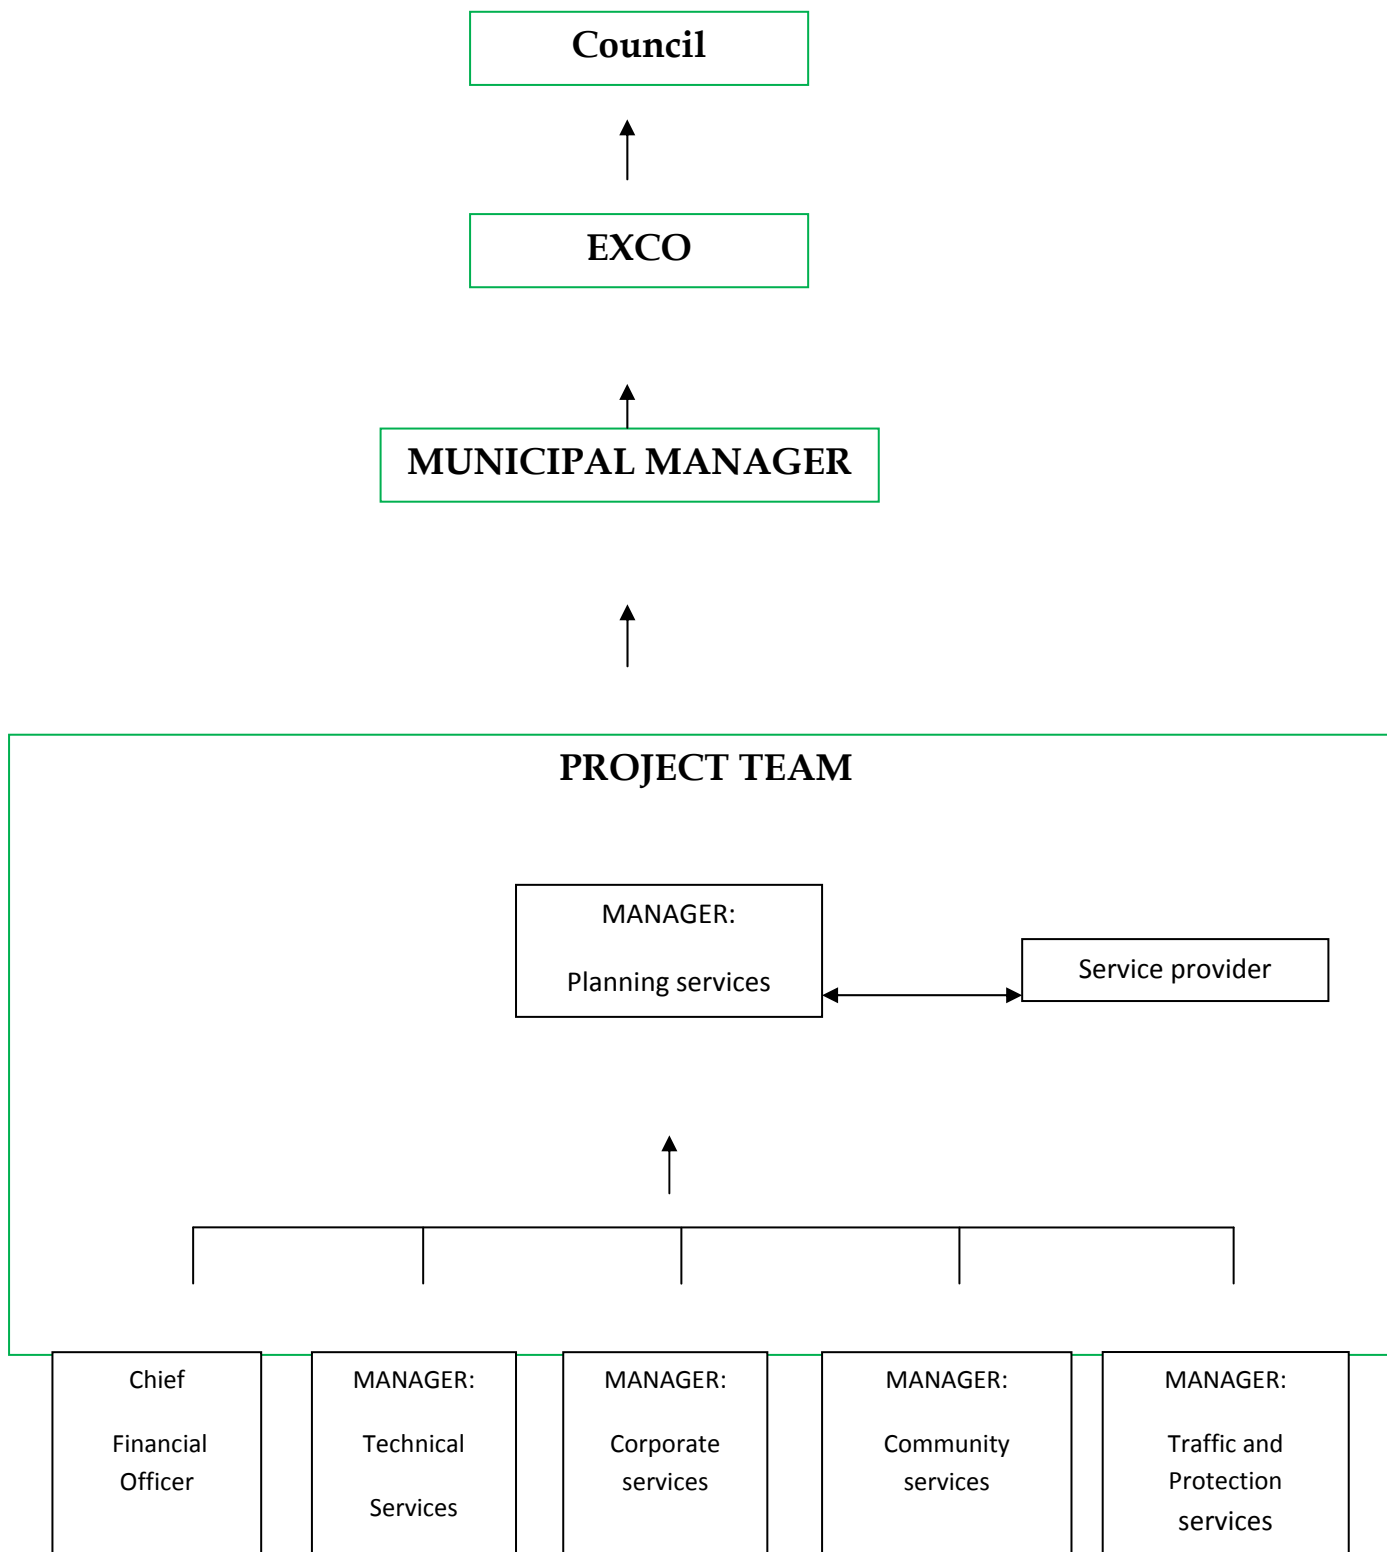 Council
EXCO
MUNICIPAL MANAGER
PROJECT TEAM
MANAGER:
Planning services
Service provider
Chief
Financial
Officer
MANAGER:
Technical
Services
MANAGER:
Corporate
services
MANAGER:
Community
services
MANAGER:
Traffic and
Protection
services